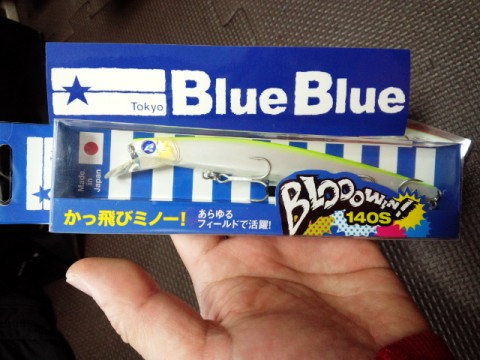 Tokyo
Blue Blue
Made in Japan
かっ飛びミノー!
あらゆる
フィールドで活躍!
BLOOOWIN!
140S